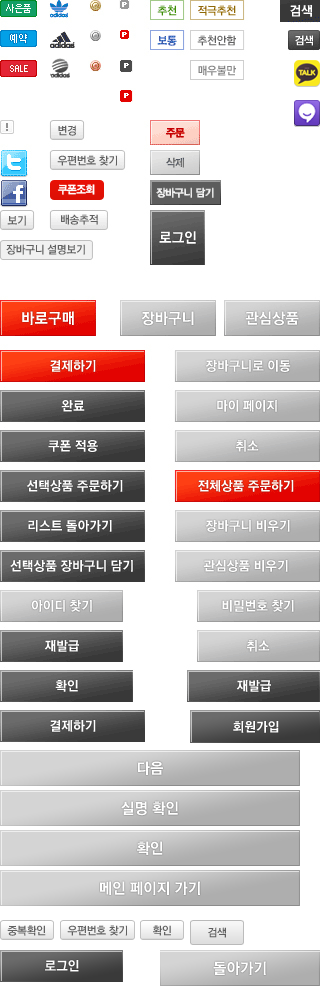 사은품 adidas P 추천 적극추천 검색
예약 adidas P 보통 추천안함 검색
SALE adidas P 매우불만 TALK
P
! 변경 주문
우편번호 찾기 삭제
f 쿠폰조회 장바구니 담기
보기 배송추적 로그인
장바구니 설명보기
바로구매 장바구니 관심상품
결제하기 장바구니로 이동
완료 마이 페이지
쿠폰 적용 취소
선택상품 주문하기 전체상품 주문하기
리스트 돌아가기 장바구니 비우기
선택상품 장바구니 담기 관심상품 비우기
아이디 찾기 비밀번호 찾기
재발급 취소
확인 재발급
결제하기 회원가입
다음
실명 확인
확인
메인 페이지 가기
중복확인 우편번호 찾기 확인 검색
로그인 돌아가기